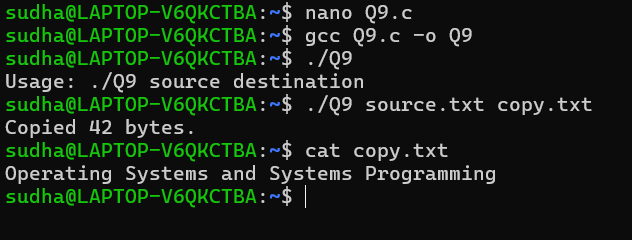 sudha@LAPTOP-V6QKCTBA:~$ nano Q9.c
sudha@LAPTOP-V6QKCTBA:~$ gcc Q9.c -o Q9
sudha@LAPTOP-V6QKCTBA:~$ ./Q9
Usage: ./Q9 source destination
sudha@LAPTOP-V6QKCTBA:~$ ./Q9 source.txt copy.txt
Copied 42 bytes.
sudha@LAPTOP-V6QKCTBA:~$ cat copy.txt
Operating Systems and Systems Programming
sudha@LAPTOP-V6QKCTBA:~$